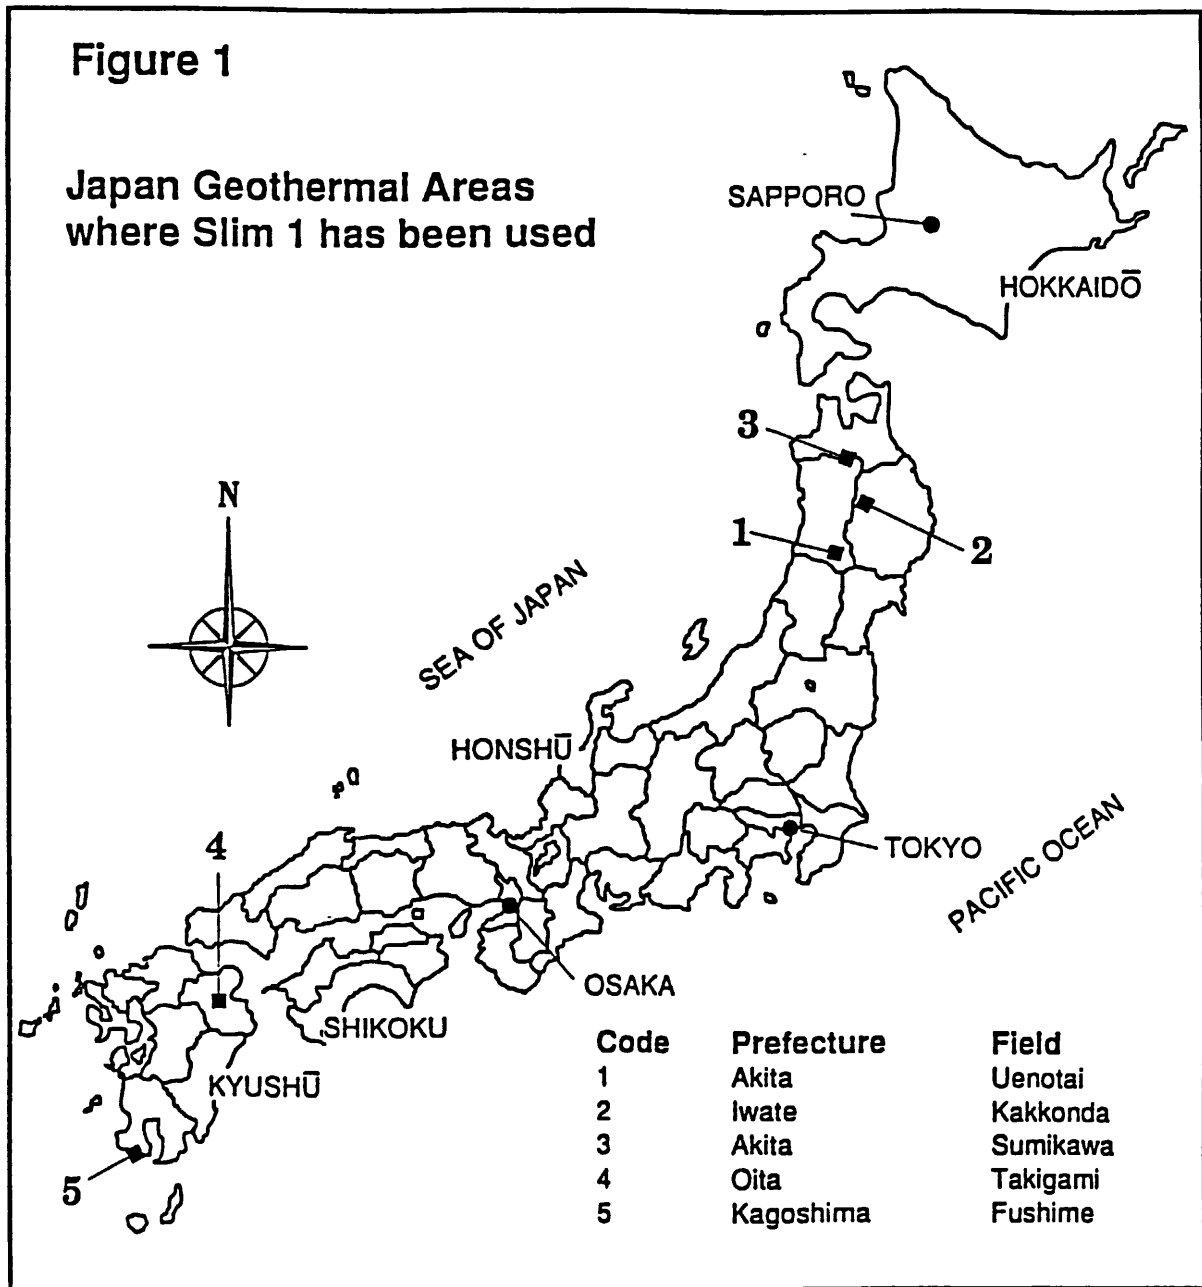 Figure 1
Japan Geothermal Areas
where Slim 1 has been used
SAPPORO
HOKKAIDŌ
3
N
1
2
SEA OF JAPAN
HONSHŪ
4
TOKYO
PACIFIC OCEAN
OSAKA
SHIKOKU
KYUSHŪ
5
Code Prefecture Field
1 Akita Uenotai
2 Iwate Kakkonda
3 Akita Sumikawa
4 Oita Takigami
5 Kagoshima Fushime